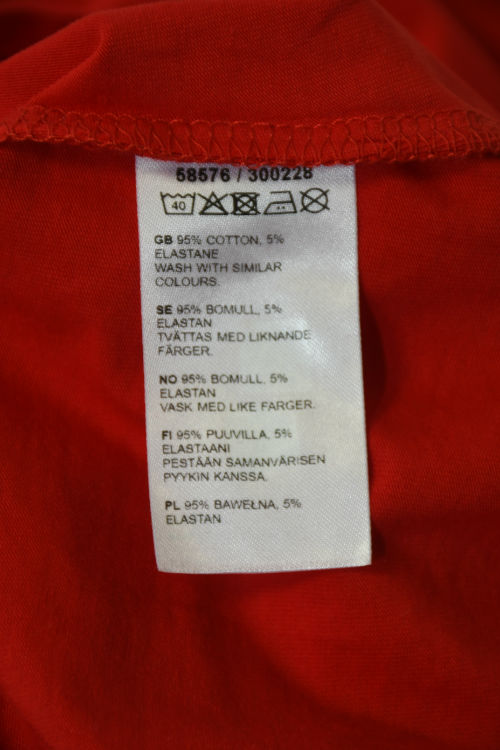 58576 / 300228
40
GB 95% COTTON, 5%
ELASTANE
WASH WITH SIMILAR
COLOURS.
SE 95% BOMULL, 5%
ELASTAN
TVÄTTAS MED LIKNANDE
FÄRGER.
NO 95% BOMULL, 5%
ELASTAN
VASK MED LIKE FARGER.
FI 95% PUUVILLA, 5%
ELASTAANI
PESTÄÄN SAMANVÄRISEN
PYYKIN KANSSA.
PL 95% BAWEŁNA, 5%
ELASTAN